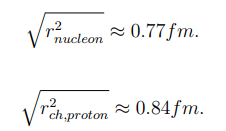 √r²_nucleon ≈ 0.77fm.
√r²_ch,proton ≈ 0.84fm.